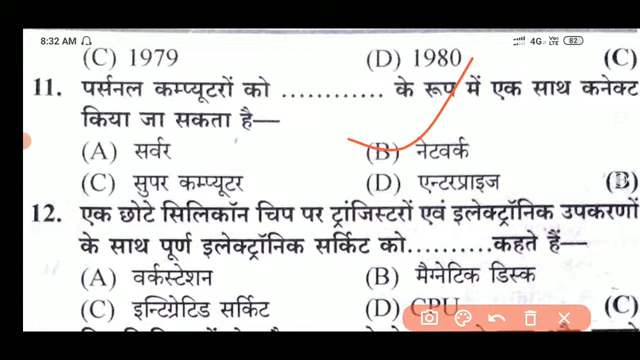 8:32 AM 4G Vo) LTE 82
(C) 1979 (D) 1980 (C)
11. पर्सनल कम्प्यूटरों को ............ के रूप में एक साथ कनेक्ट
किया जा सकता है—
(A) सर्वर (B) नेटवर्क
(C) सुपर कम्प्यूटर (D) एन्टरप्राइज (B)
12. एक छोटे सिलिकॉन चिप पर ट्रांजिस्टरों एवं इलेक्ट्रॉनिक उपकरणों
के साथ पूर्ण इलेक्ट्रॉनिक सर्किट को.......... कहते हैं—
(A) वर्कस्टेशन (B) मैग्नेटिक डिस्क
(C) इन्टिग्रेटिड सर्किट (D) CPU (C)